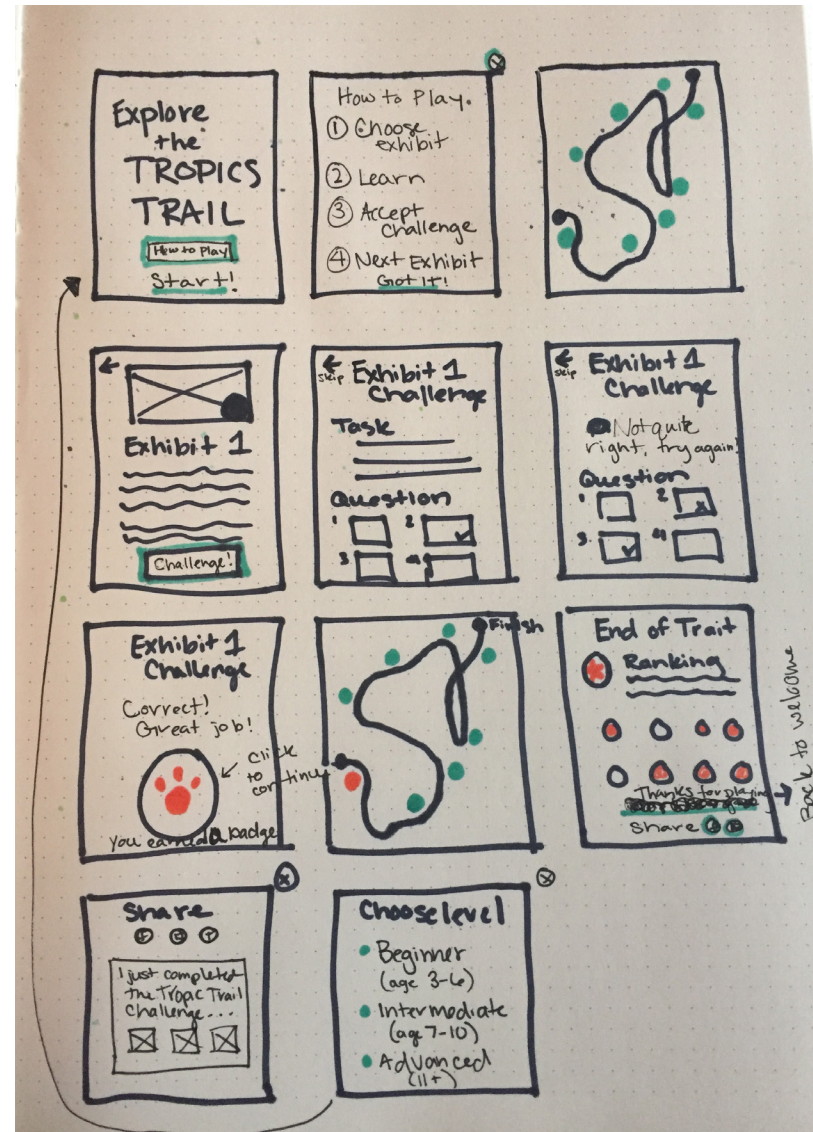 Explore
the
TROPICS
TRAIL
How to Play
Start!
How to Play.
① Choose
exhibit
② Learn
③ Accept
challenge
④ Next Exhibit
Got It!
Exhibit 1
Challenge!
skip
Exhibit 1
Challenge
Task
Question
1 2
3 4
skip
Exhibit 1
Challenge
Not quite
right, try again!
Question
1 2
3. 4
Exhibit 1
Challenge
Correct!
Great job!
click
to
continue
You earned a badge
Finish
End of Trail
Ranking
Thanks for playing
Share
Back to welcome
Share
I just completed
the Tropic Trail
Challenge...
Choose level
Beginner
(age 3-6)
Intermediate
(age 7-10)
Advanced
(11+)